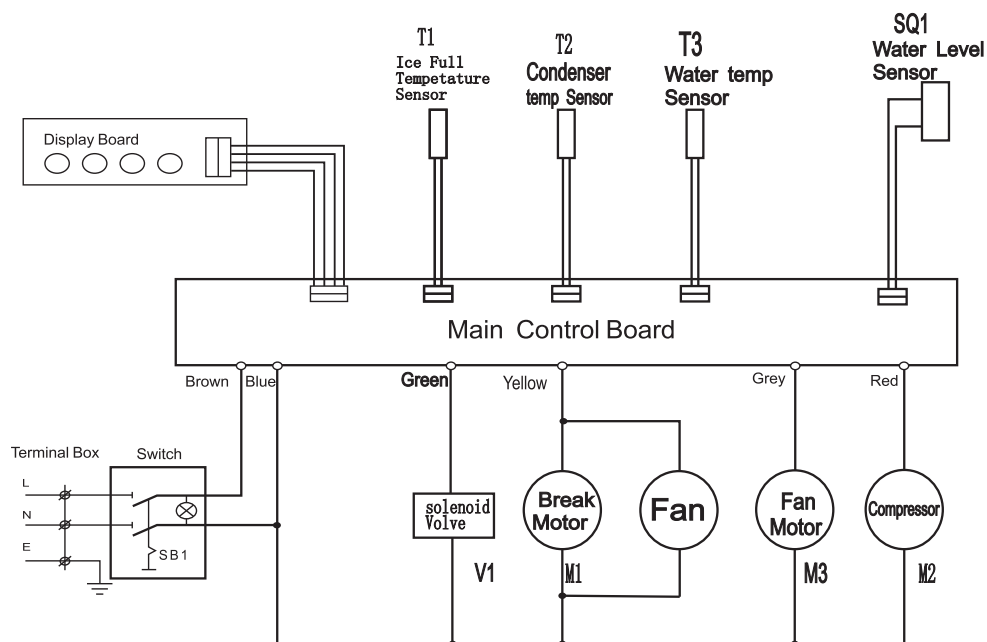 T1
Ice Full
Tempetature
Sensor
T2
Condenser
temp Sensor
T3
Water temp
Sensor
SQ1
Water Level
Sensor
Display Board
Main Control Board
Brown
Blue
Green
Yellow
Grey
Red
Terminal Box
Switch
L
N
E
SB1
solenoid
Volve
V1
Break
Motor
M1
Fan
Fan
Motor
M3
Compressor
M2